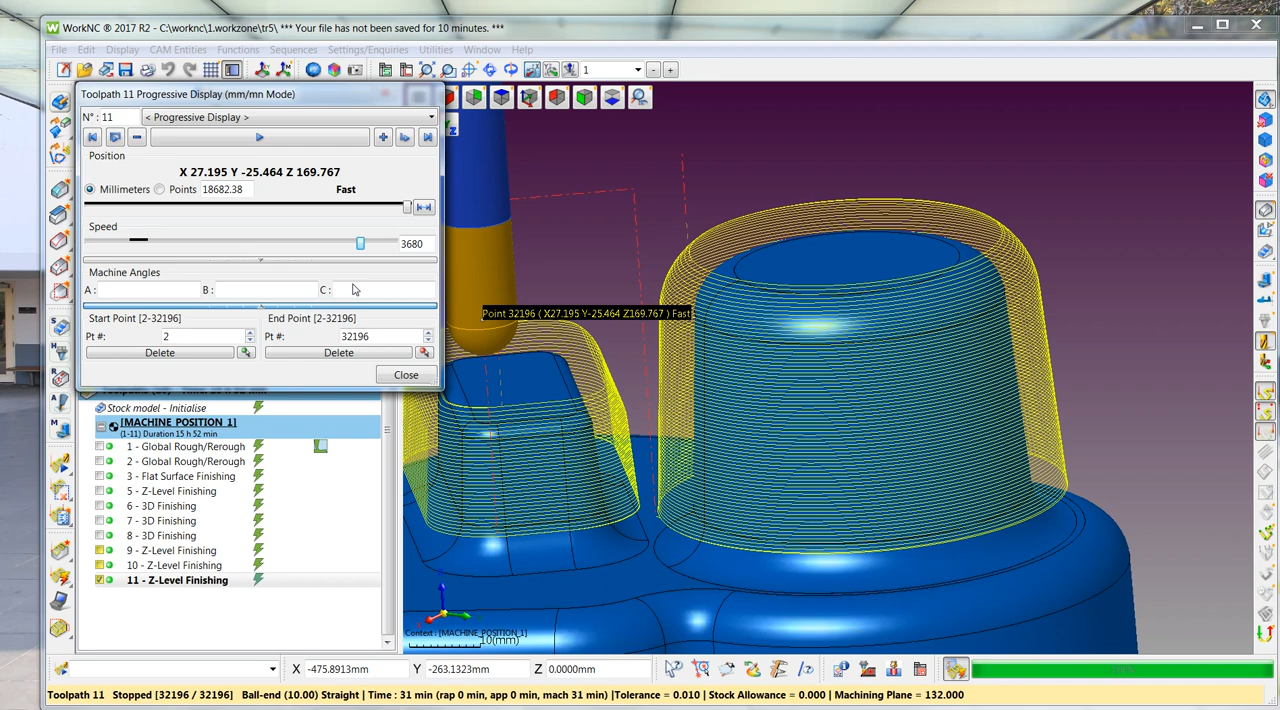 WorkNC ® 2017 R2 - C:\worknc\1.workzone\tr5\ *** Your file has not been saved for 10 minutes. ***
File Edit Display CAM Entities Functions Sequences Settings/Enquiries Utilities Window Help
1
Toolpath 11 Progressive Display (mm/mn Mode)
N° : 11 < Progressive Display >
Position
X 27.195 Y -25.464 Z 169.767
Millimeters Points 18682.38 Fast
Speed
3680
Machine Angles
A : B : C :
Start Point [2-32196] End Point [2-32196]
Pt #: 2 Pt #: 32196
Delete Delete
Close
Point 32196 ( X27.195 Y-25.464 Z169.767 ) Fast
Stock model - Initialise
[MACHINE_POSITION_1]
(1-11) Duration 15 h 52 min
1 - Global Rough/Rerough
2 - Global Rough/Rerough
3 - Flat Surface Finishing
5 - Z-Level Finishing
6 - 3D Finishing
7 - 3D Finishing
8 - 3D Finishing
9 - Z-Level Finishing
10 - Z-Level Finishing
11 - Z-Level Finishing
Context : [MACHINE_POSITION_1]
10(mm)
X -475.8913mm Y -263.1323mm Z 0.0000mm
Toolpath 11 Stopped [32196 / 32196] Ball-end (10.00) Straight | Time : 31 min (rap 0 min, app 0 min, mach 31 min) |Tolerance = 0.010 | Stock Allowance = 0.000 | Machining Plane = 132.000